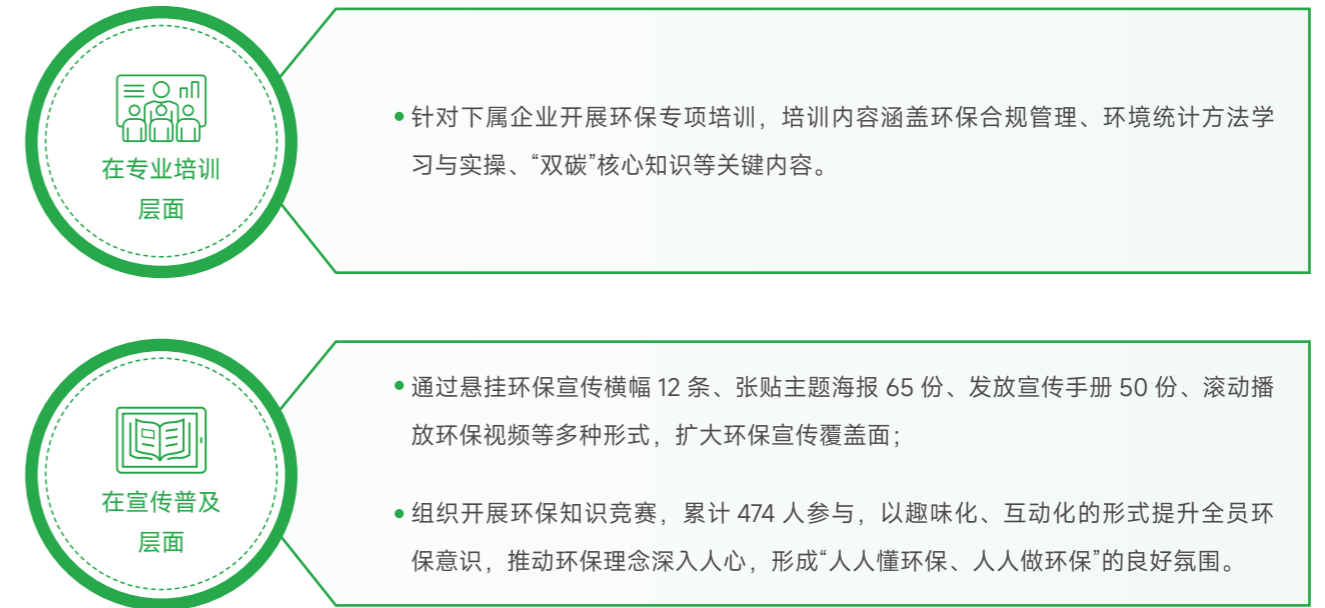 在专业培训
层面
•针对下属企业开展环保专项培训，培训内容涵盖环保合规管理、环境统计方法学
习与实操、“双碳”核心知识等关键内容。
在宣传普及
层面
•通过悬挂环保宣传横幅 12 条、张贴主题海报 65 份、发放宣传手册 50 份、滚动播
放环保视频等多种形式，扩大环保宣传覆盖面；
•组织开展环保知识竞赛，累计 474 人参与，以趣味化、互动化的形式提升全员环
保意识，推动环保理念深入人心，形成“人人懂环保、人人做环保”的良好氛围。